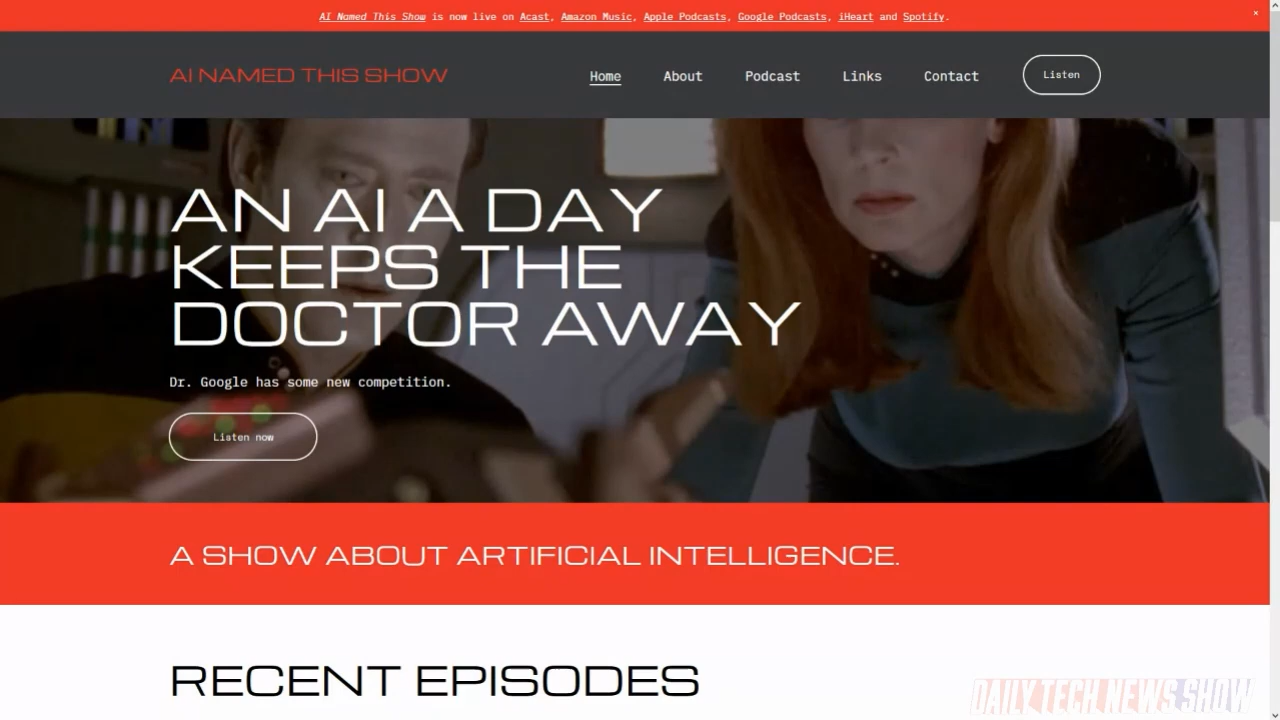 AI Named This Show is now live on Acast, Amazon Music, Apple Podcasts, Google Podcasts, iHeart and Spotify.
×
AI NAMED THIS SHOW
Home About Podcast Links Contact Listen
AN AI A DAY
KEEPS THE
DOCTOR AWAY
Dr. Google has some new competition.
Listen now
A SHOW ABOUT ARTIFICIAL INTELLIGENCE.
RECENT EPISODES
DAILY TECH NEWS SHOW